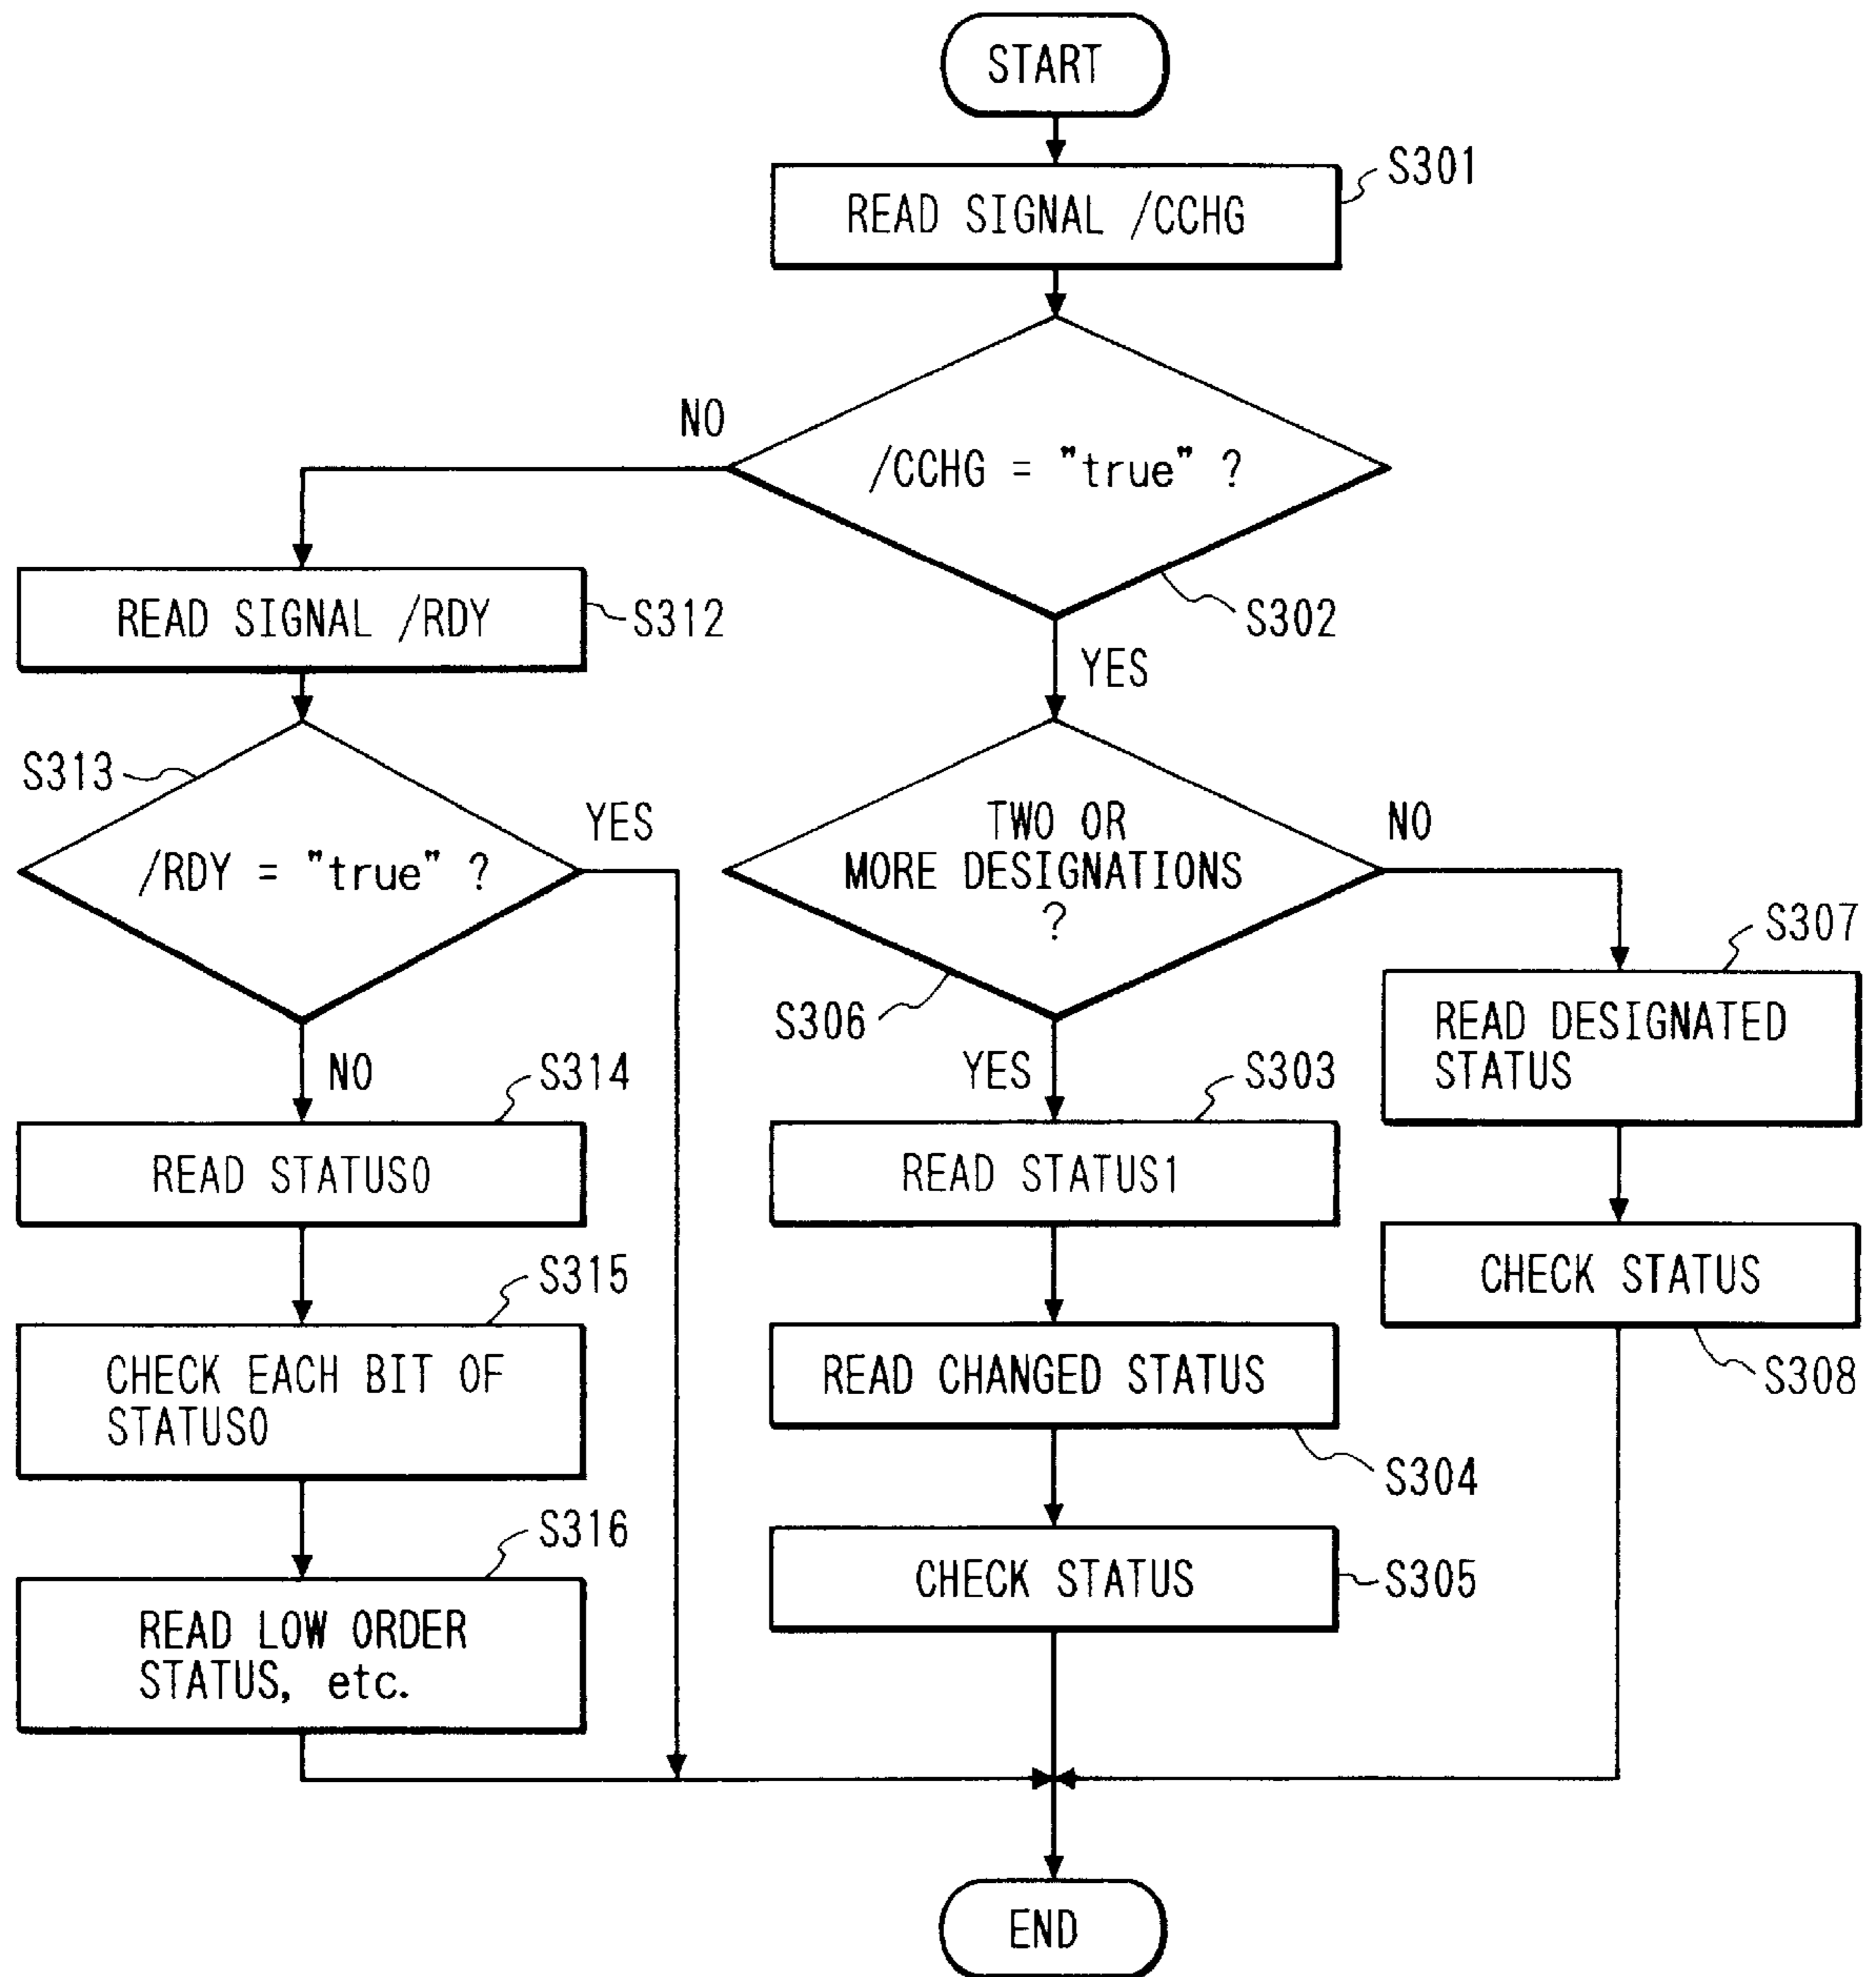 START
S301
READ SIGNAL /CCHG
NO
/CCHG = "true" ?
S302
YES
READ SIGNAL /RDY
S312
S313
/RDY = "true" ?
YES
NO
TWO OR
MORE DESIGNATIONS
?
NO
S306
YES
S307
READ DESIGNATED
STATUS
S314
READ STATUS0
S303
READ STATUS1
CHECK STATUS
S308
S315
CHECK EACH BIT OF
STATUS0
READ CHANGED STATUS
S304
S316
READ LOW ORDER
STATUS, etc.
CHECK STATUS
S305
END